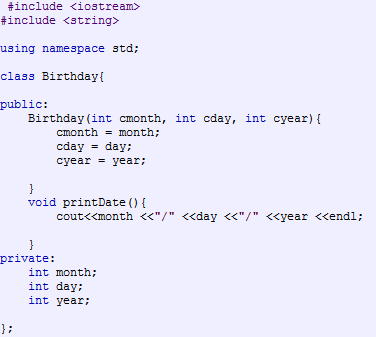 #include <iostream>
#include <string>
using namespace std;
class Birthday{
public:
Birthday(int cmonth, int cday, int cyear){
cmonth = month;
cday = day;
cyear = year;
}
void printDate(){
cout<<month <<"/" <<day <<"/" <<year <<endl;
}
private:
int month;
int day;
int year;
};